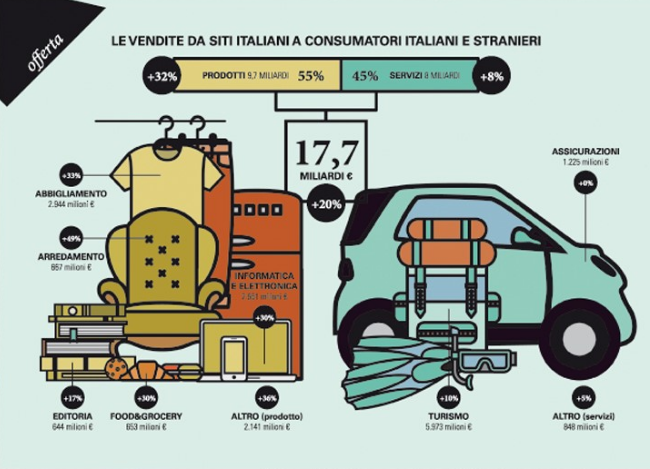 offerta
LE VENDITE DA SITI ITALIANI A CONSUMATORI ITALIANI E STRANIERI
+32% PRODOTTI 9,7 MILIARDI 55% 45% SERVIZI 8 MILIARDI +8%
17,7
MILIARDI €
+20%
+33%
ABBIGLIAMENTO
2.944 milioni €
+49%
ARREDAMENTO
657 milioni €
INFORMATICA
E ELETTRONICA
milioni €
+30%
ASSICURAZIONI
1.225 milioni €
+0%
+17%
EDITORIA
644 milioni €
+30%
FOOD&GROCERY
653 milioni €
+36%
ALTRO (prodotto)
2.141 milioni €
+10%
TURISMO
5.973 milioni €
+5%
ALTRO (servizi)
848 milioni €